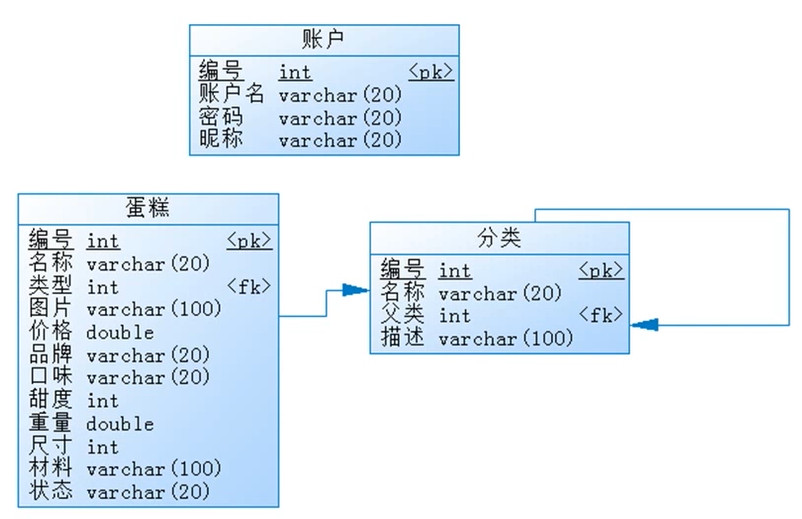 账户
编号 int <pk>
账户名 varchar(20)
密码 varchar(20)
昵称 varchar(20)
蛋糕
编号 int <pk>
名称 varchar(20)
类型 int <fk>
图片 varchar(100)
价格 double
品牌 varchar(20)
口味 varchar(20)
甜度 int
重量 double
尺寸 int
材料 varchar(100)
状态 varchar(20)
分类
编号 int <pk>
名称 varchar(20)
父类 int <fk>
描述 varchar(100)